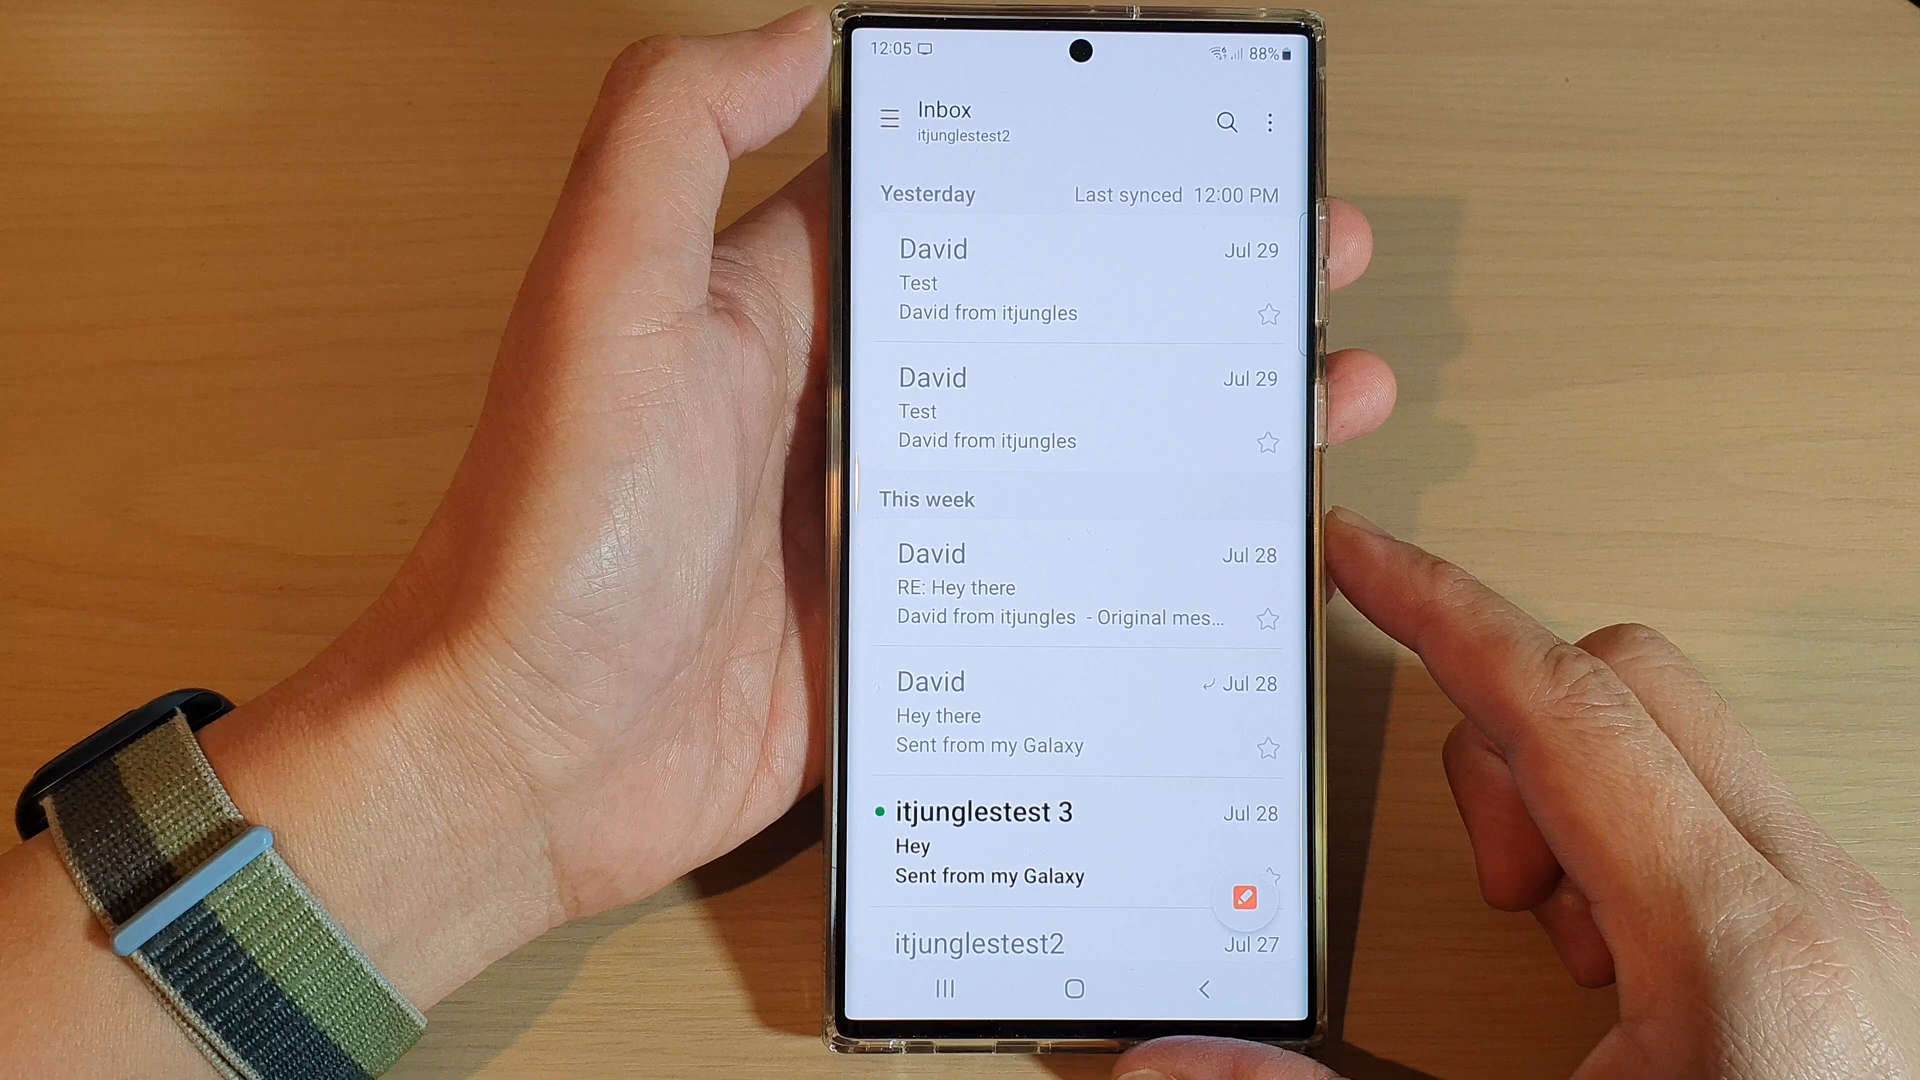 12:05 88%
Inbox
itjunglestest2
Yesterday Last synced 12:00 PM
David Jul 29
Test
David from itjungles
David Jul 29
Test
David from itjungles
This week
David Jul 28
RE: Hey there
David from itjungles - Original mes...
David Jul 28
Hey there
Sent from my Galaxy
itjunglestest 3 Jul 28
Hey
Sent from my Galaxy
itjunglestest2 Jul 27